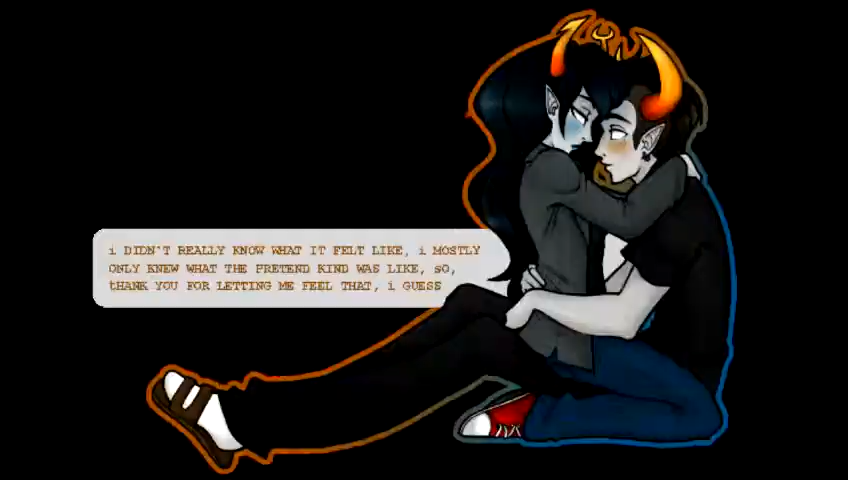 i DIDN'T REALLY KNOW WHAT IT FELT LIKE, i MOSTLY
ONLY KNEW WHAT THE PRETEND KIND WAS LIKE, sO,
tHANK YOU FOR LETTING ME FEEL THAT, i GUESS